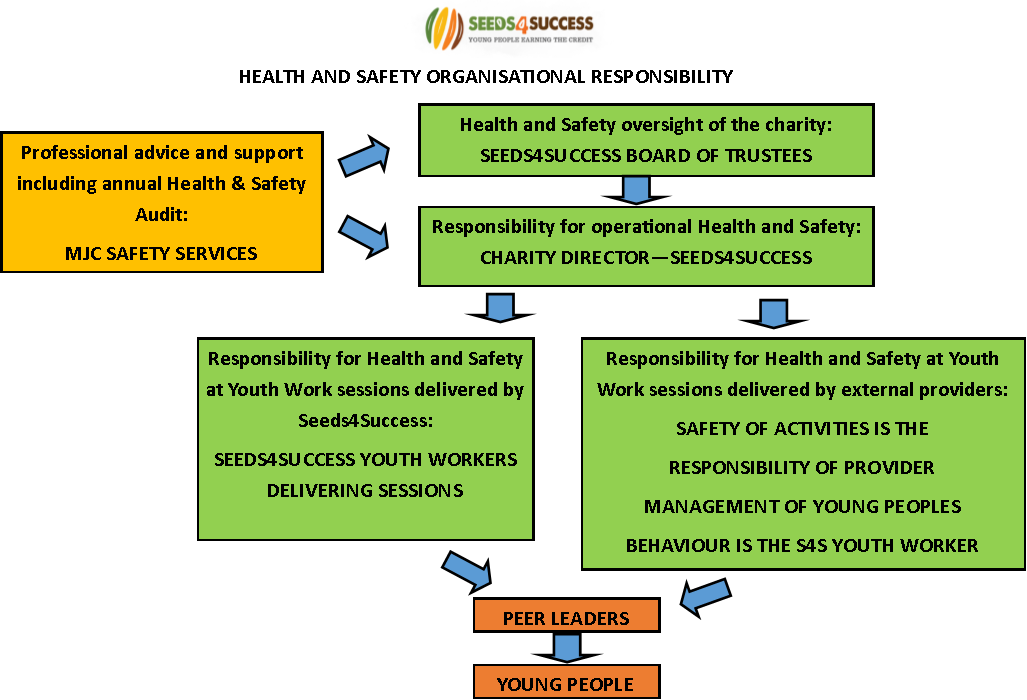 SEEDS4SUCCESS
YOUNG PEOPLE EARNING THE CREDIT
HEALTH AND SAFETY ORGANISATIONAL RESPONSIBILITY
Professional advice and support
including annual Health & Safety
Audit:
MJC SAFETY SERVICES
Health and Safety oversight of the charity:
SEEDS4SUCCESS BOARD OF TRUSTEES
Responsibility for operational Health and Safety:
CHARITY DIRECTOR—SEEDS4SUCCESS
Responsibility for Health and Safety
at Youth Work sessions delivered by
Seeds4Success:
SEEDS4SUCCESS YOUTH WORKERS
DELIVERING SESSIONS
Responsibility for Health and Safety at Youth
Work sessions delivered by external providers:
SAFETY OF ACTIVITIES IS THE
RESPONSIBILITY OF PROVIDER
MANAGEMENT OF YOUNG PEOPLES
BEHAVIOUR IS THE S4S YOUTH WORKER
PEER LEADERS
YOUNG PEOPLE